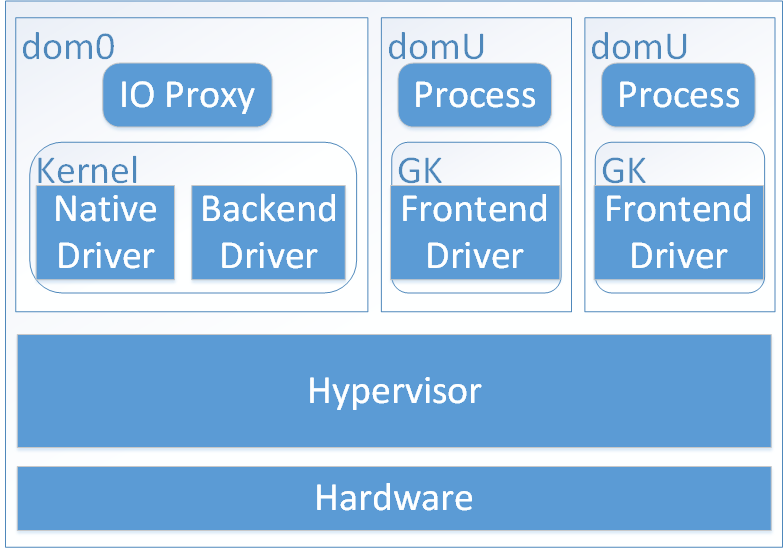 dom0
IO Proxy
Kernel
Native
Driver
Backend
Driver
domU
Process
GK
Frontend
Driver
domU
Process
GK
Frontend
Driver
Hypervisor
Hardware